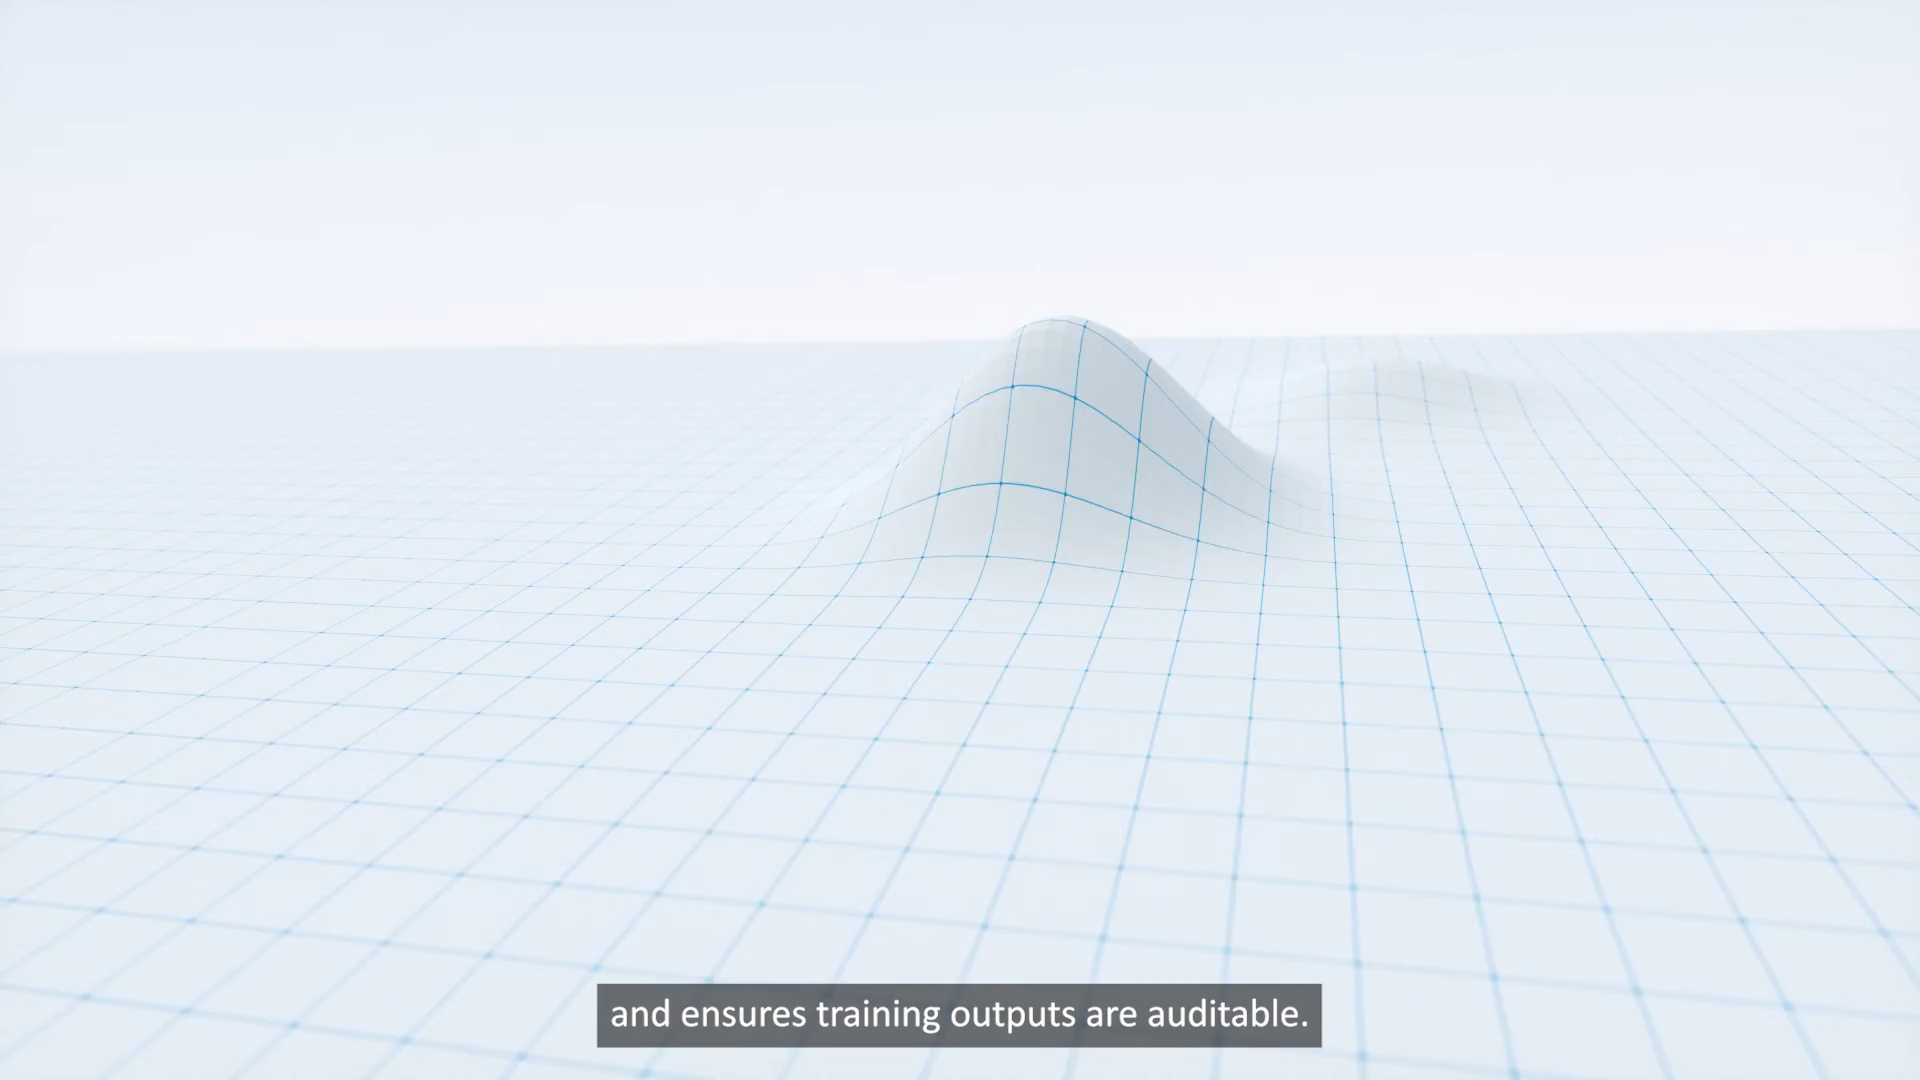 and ensures training outputs are auditable.